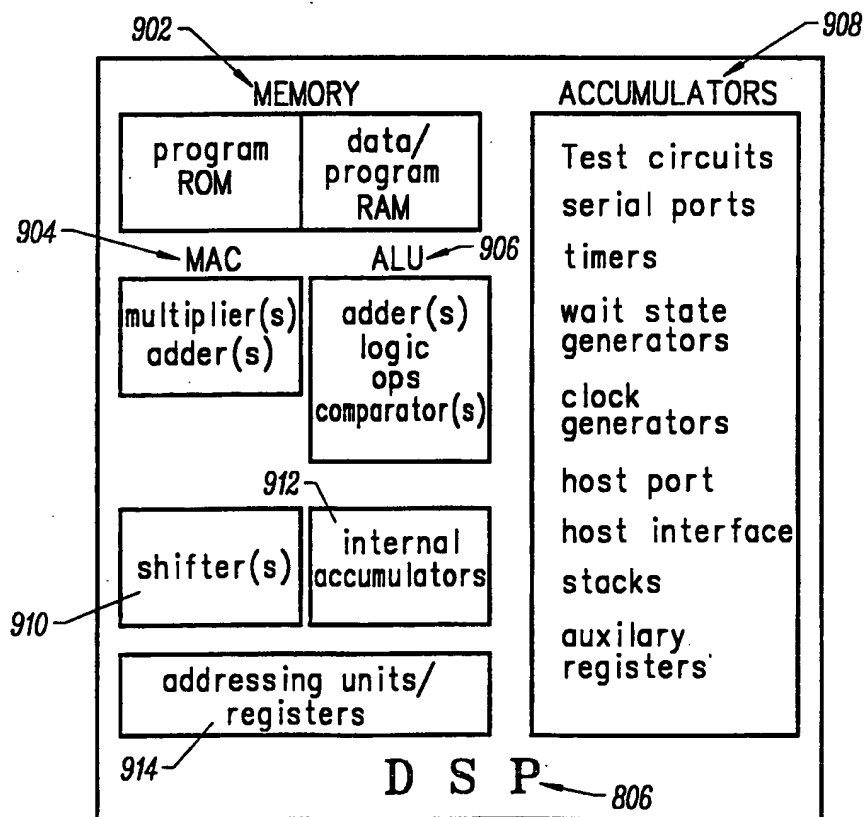 902
908
MEMORY
ACCUMULATORS
program
ROM
data/
program
RAM
904
MAC
ALU
906
multiplier(s)
adder(s)
adder(s)
logic
ops
comparator(s)
912
shifter(s)
internal
accumulators
910
addressing units/
registers
914
Test circuits
serial ports
timers
wait state
generators
clock
generators
host port
host interface
stacks
auxilary
registers
D S P
806